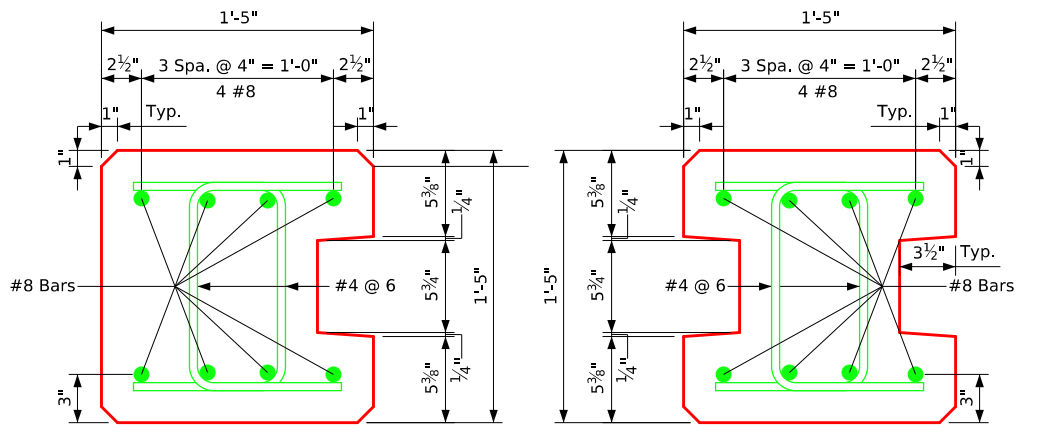 1'-5"
2½" 3 Spa. @ 4" = 1'-0" 2½"
4 #8
1" Typ. 1"
1"
5⅜"
¼"
#8 Bars #4 @ 6 5¾" 1'-5"
5⅜"
¼"
3"
1'-5"
2½" 3 Spa. @ 4" = 1'-0" 2½"
4 #8
1" Typ. 1"
1"
5⅜"
¼"
3½" Typ.
1'-5" 5¾" #4 @ 6 #8 Bars
5⅜"
¼"
3"